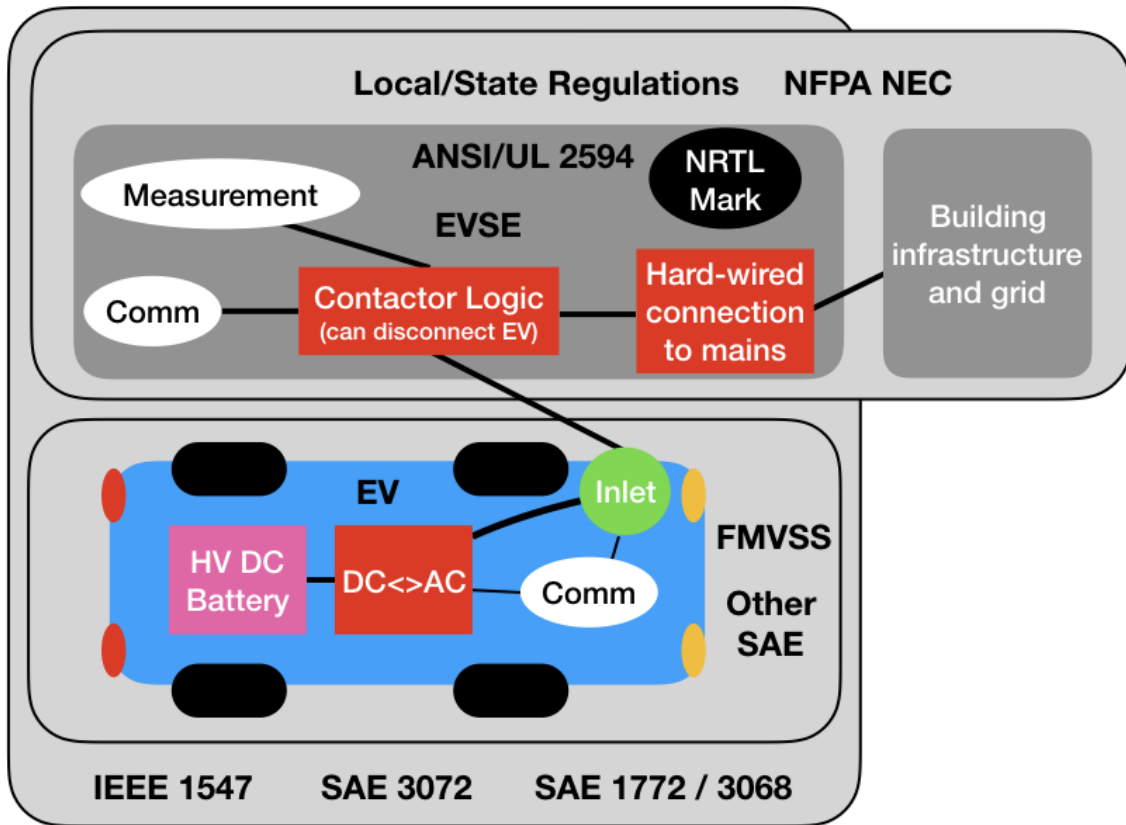 Local/State Regulations NFPA NEC
ANSI/UL 2594
NRTL
Mark
Measurement
EVSE
Building
infrastructure
and grid
Comm
Contactor Logic
(can disconnect EV)
Hard-wired
connection
to mains
EV
Inlet
HV DC
Battery
DC<>AC
Comm
FMVSS
Other
SAE
IEEE 1547 SAE 3072 SAE 1772 / 3068